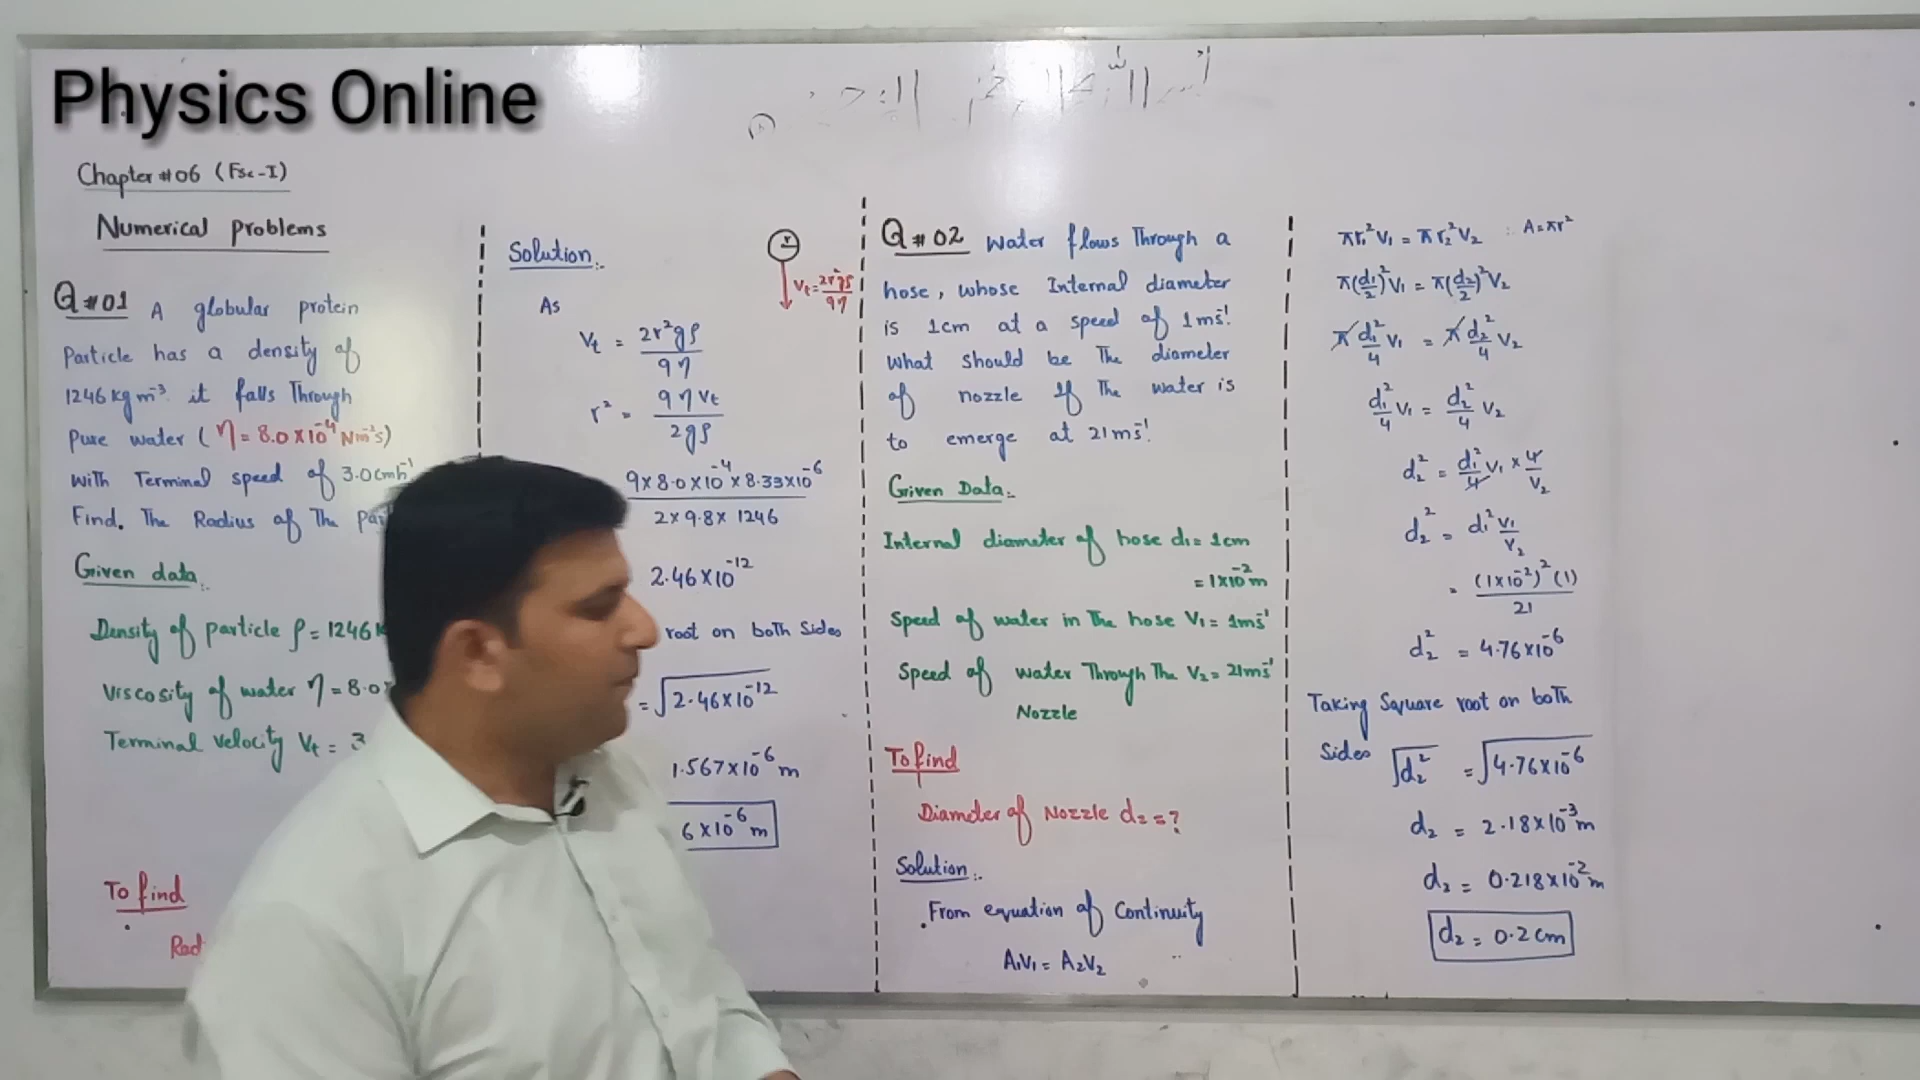 Physics Online
بسم اللہ الرحمن الرحیم
Chapter # 06 (FSc-I)
Numerical problems
Q#01 A globular protein
Particle has a density of
1246 kg m⁻³. it falls Through
Pure water (η = 8.0×10⁻⁴ Nm⁻²s)
with Terminal speed of 3.0cmh⁻¹
Find. The Radius of The
Given data:
Density of particle ρ = 1246
Viscosity of water η = 8.0
Terminal velocity Vt = 3
To find
Solution:
r
Vt = 2r²gρ/9η
As
Vt = 2r²gρ/9η
r² = 9ηVt/2gρ
9×8.0×10⁻⁴×8.33×10⁻⁶
2×9.8×1246
2.46×10⁻¹²
root on both Sides
= √2.46×10⁻¹²
1.567×10⁻⁶ m
6×10⁻⁶ m
Q#02 Water flows Through a
hose, whose Internal diameter
is 1cm at a speed of 1ms⁻¹.
What should be The diameter
of nozzle If The water is
to emerge at 21ms⁻¹.
Given Data:
Internal diameter of hose d₁= 1cm
= 1×10⁻²m
Speed of water in The hose V₁= 1ms⁻¹
Speed of water Through The V₂= 21ms⁻¹
Nozzle
To find
Diameter of Nozzle d₂ = ?
Solution:
From equation of Continuity
A₁V₁ = A₂V₂
πr₁²V₁ = πr₂²V₂ ∵ A=πr²
π(d₁/2)²V₁ = π(d₂/2)²V₂
πd₁²/4 V₁ = πd₂²/4 V₂
d₁²/4 V₁ = d₂²/4 V₂
d₂² = d₁²/4 V₁ × 4/V₂
d₂² = d₁² V₁/V₂
= (1×10⁻²)²(1)/21
d₂² = 4.76×10⁻⁶
Taking Square root on both
Sides √d₂² = √4.76×10⁻⁶
d₂ = 2.18×10⁻³m
d₂ = 0.218×10⁻²m
d₂ = 0.2cm